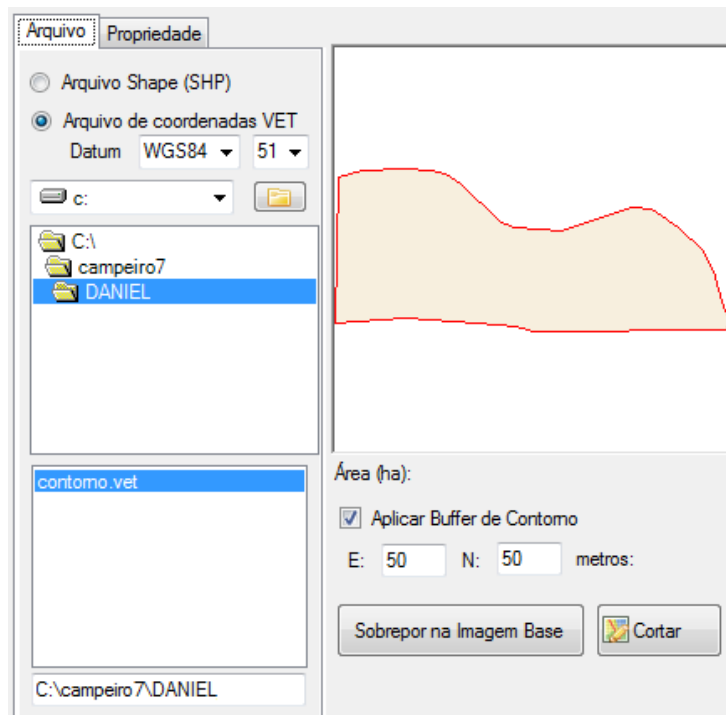 Arquivo Propriedade
Arquivo Shape (SHP)
Arquivo de coordenadas VET
Datum WGS84 51
c:
C:\
campeiro7
DANIEL
contorno.vet
C:\campeiro7\DANIEL
Área (ha):
Aplicar Buffer de Contorno
E: 50 N: 50 metros:
Sobrepor na Imagem Base Cortar